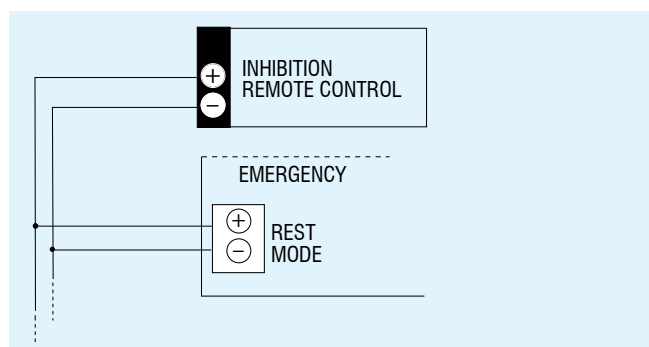 INHIBITION
REMOTE CONTROL
+
−
EMERGENCY
+
−
REST
MODE